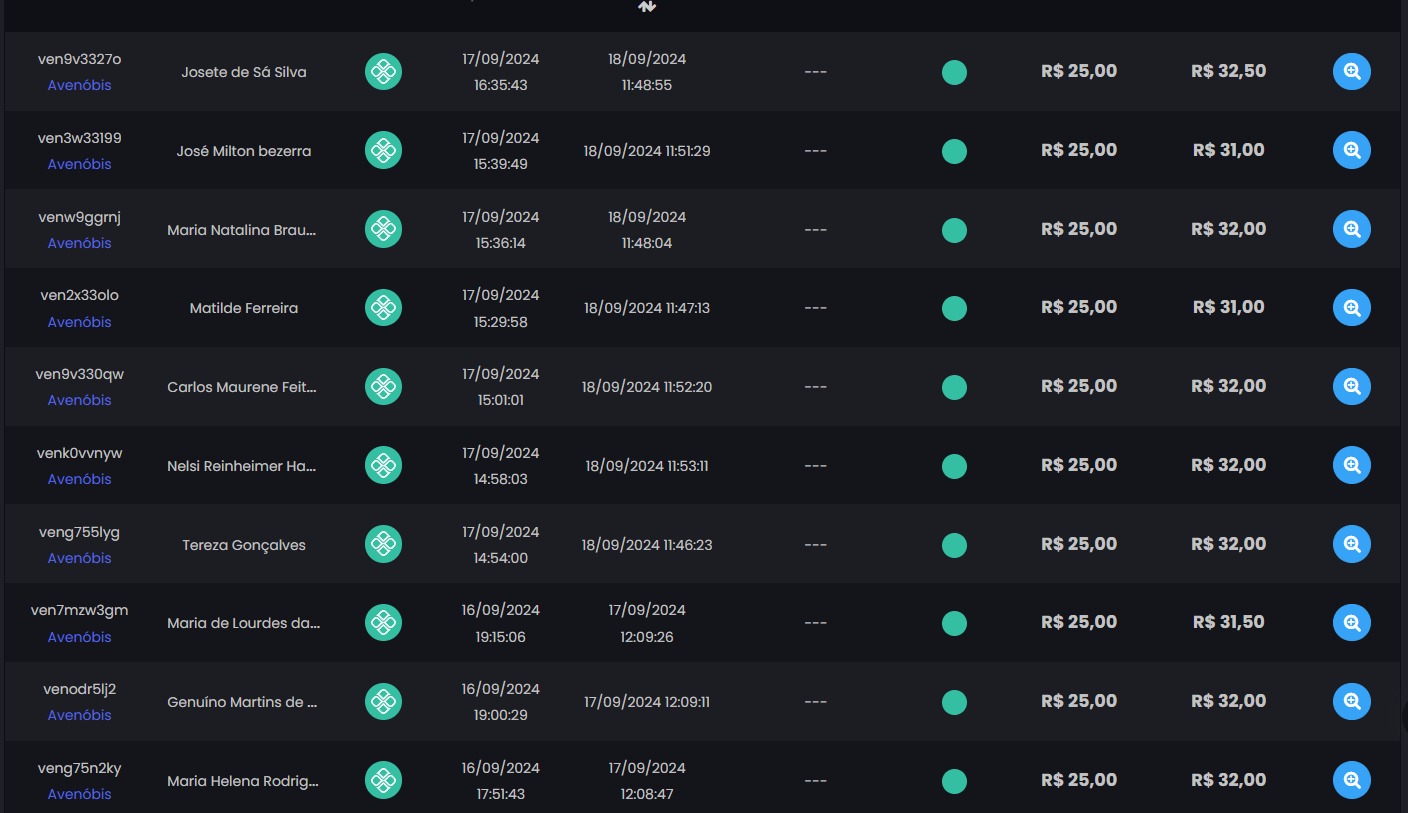 ven9v3327o
Avenóbis
Josete de Sá Silva
17/09/2024
16:35:43
18/09/2024
11:48:55
---
R$ 25,00
R$ 32,50
ven3w33199
Avenóbis
José Milton bezerra
17/09/2024
15:39:49
18/09/2024 11:51:29
---
R$ 25,00
R$ 31,00
venw9ggrnj
Avenóbis
Maria Natalina Brau...
17/09/2024
15:36:14
18/09/2024
11:48:04
---
R$ 25,00
R$ 32,00
ven2x33olo
Avenóbis
Matilde Ferreira
17/09/2024
15:29:58
18/09/2024 11:47:13
---
R$ 25,00
R$ 31,00
ven9v330qw
Avenóbis
Carlos Maurene Feit...
17/09/2024
15:01:01
18/09/2024 11:52:20
---
R$ 25,00
R$ 32,00
venk0vvnyw
Avenóbis
Nelsi Reinheimer Ha...
17/09/2024
14:58:03
18/09/2024 11:53:11
---
R$ 25,00
R$ 32,00
veng755lyg
Avenóbis
Tereza Gonçalves
17/09/2024
14:54:00
18/09/2024 11:46:23
---
R$ 25,00
R$ 32,00
ven7mzw3gm
Avenóbis
Maria de Lourdes da...
16/09/2024
19:15:06
17/09/2024
12:09:26
---
R$ 25,00
R$ 31,50
venodr5lj2
Avenóbis
Genuíno Martins de ...
16/09/2024
19:00:29
17/09/2024 12:09:11
---
R$ 25,00
R$ 32,00
veng75n2ky
Avenóbis
Maria Helena Rodrig...
16/09/2024
17:51:43
17/09/2024
12:08:47
---
R$ 25,00
R$ 32,00